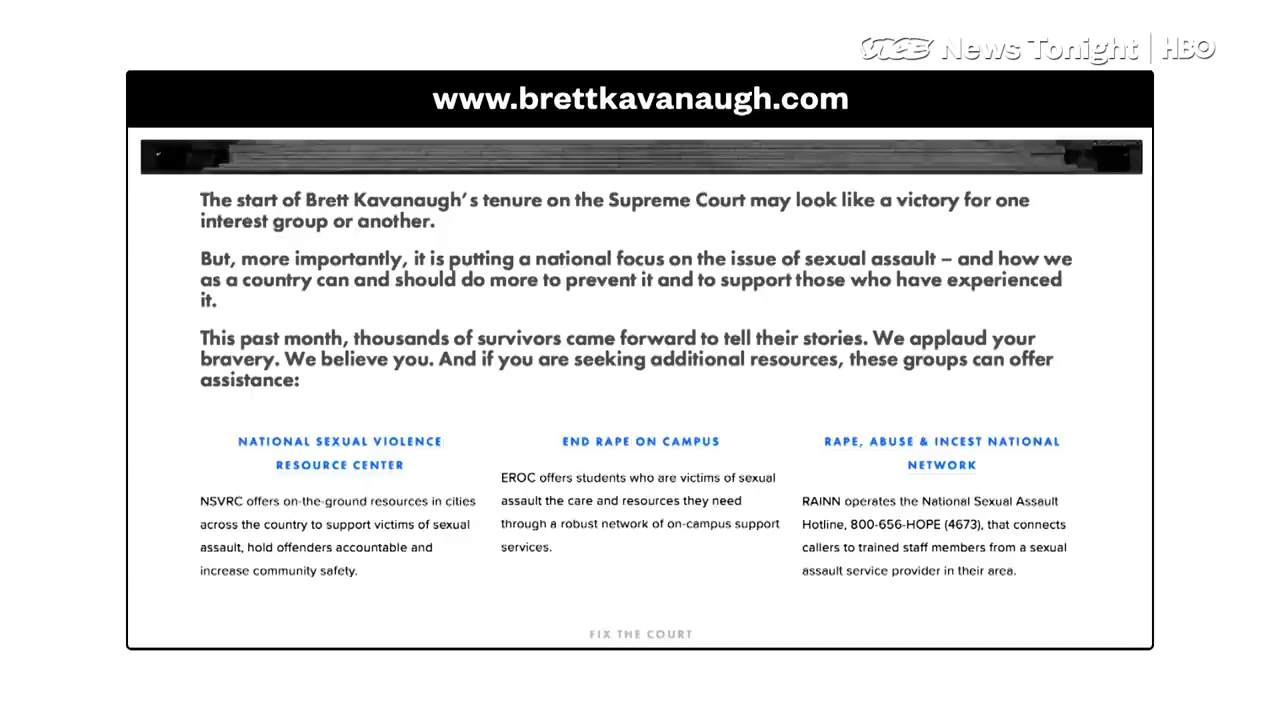 VICE News Tonight | HBO
www.brettkavanaugh.com
The start of Brett Kavanaugh's tenure on the Supreme Court may look like a victory for one
interest group or another.
But, more importantly, it is putting a national focus on the issue of sexual assault – and how we
as a country can and should do more to prevent it and to support those who have experienced
it.
This past month, thousands of survivors came forward to tell their stories. We applaud your
bravery. We believe you. And if you are seeking additional resources, these groups can offer
assistance:
NATIONAL SEXUAL VIOLENCE
RESOURCE CENTER
NSVRC offers on-the-ground resources in cities
across the country to support victims of sexual
assault, hold offenders accountable and
increase community safety.
END RAPE ON CAMPUS
EROC offers students who are victims of sexual
assault the care and resources they need
through a robust network of on-campus support
services.
RAPE, ABUSE & INCEST NATIONAL
NETWORK
RAINN operates the National Sexual Assault
Hotline, 800-656-HOPE (4673), that connects
callers to trained staff members from a sexual
assault service provider in their area.
FIX THE COURT